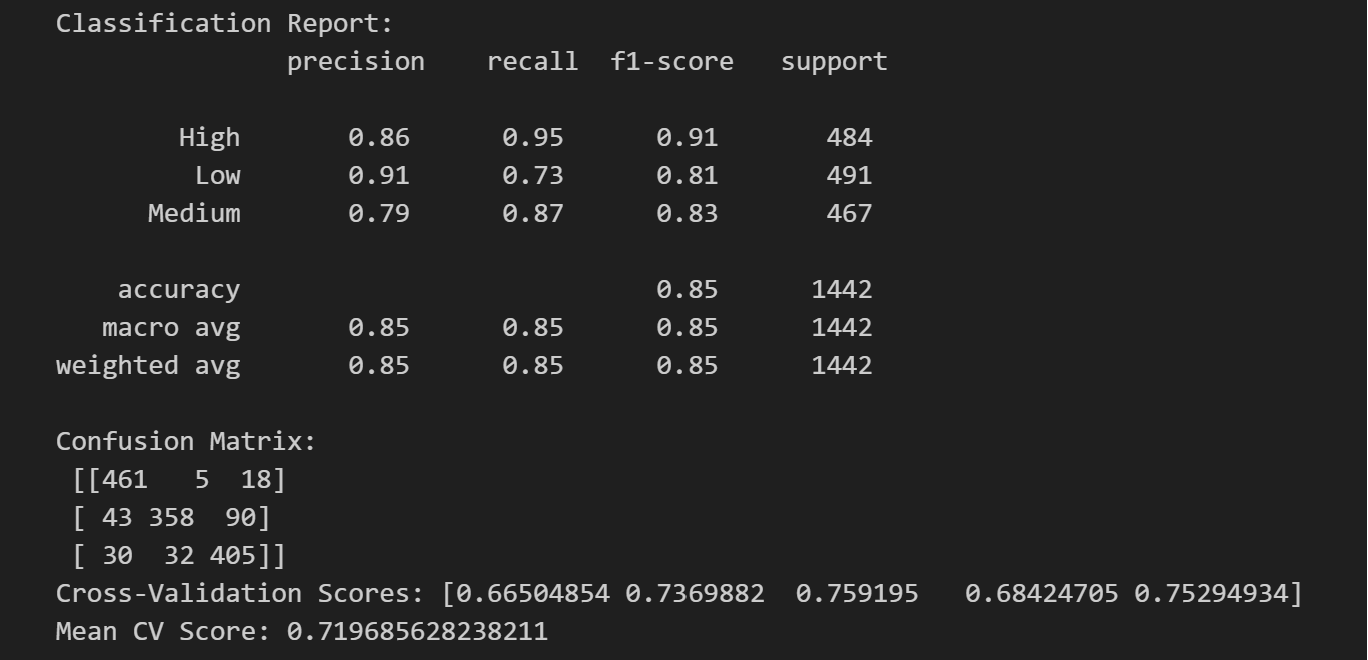 Classification Report:
precision recall f1-score support
High 0.86 0.95 0.91 484
Low 0.91 0.73 0.81 491
Medium 0.79 0.87 0.83 467
accuracy 0.85 1442
macro avg 0.85 0.85 0.85 1442
weighted avg 0.85 0.85 0.85 1442
Confusion Matrix:
[[461 5 18]
[ 43 358 90]
[ 30 32 405]]
Cross-Validation Scores: [0.66504854 0.7369882 0.759195 0.68424705 0.75294934]
Mean CV Score: 0.719685628238211